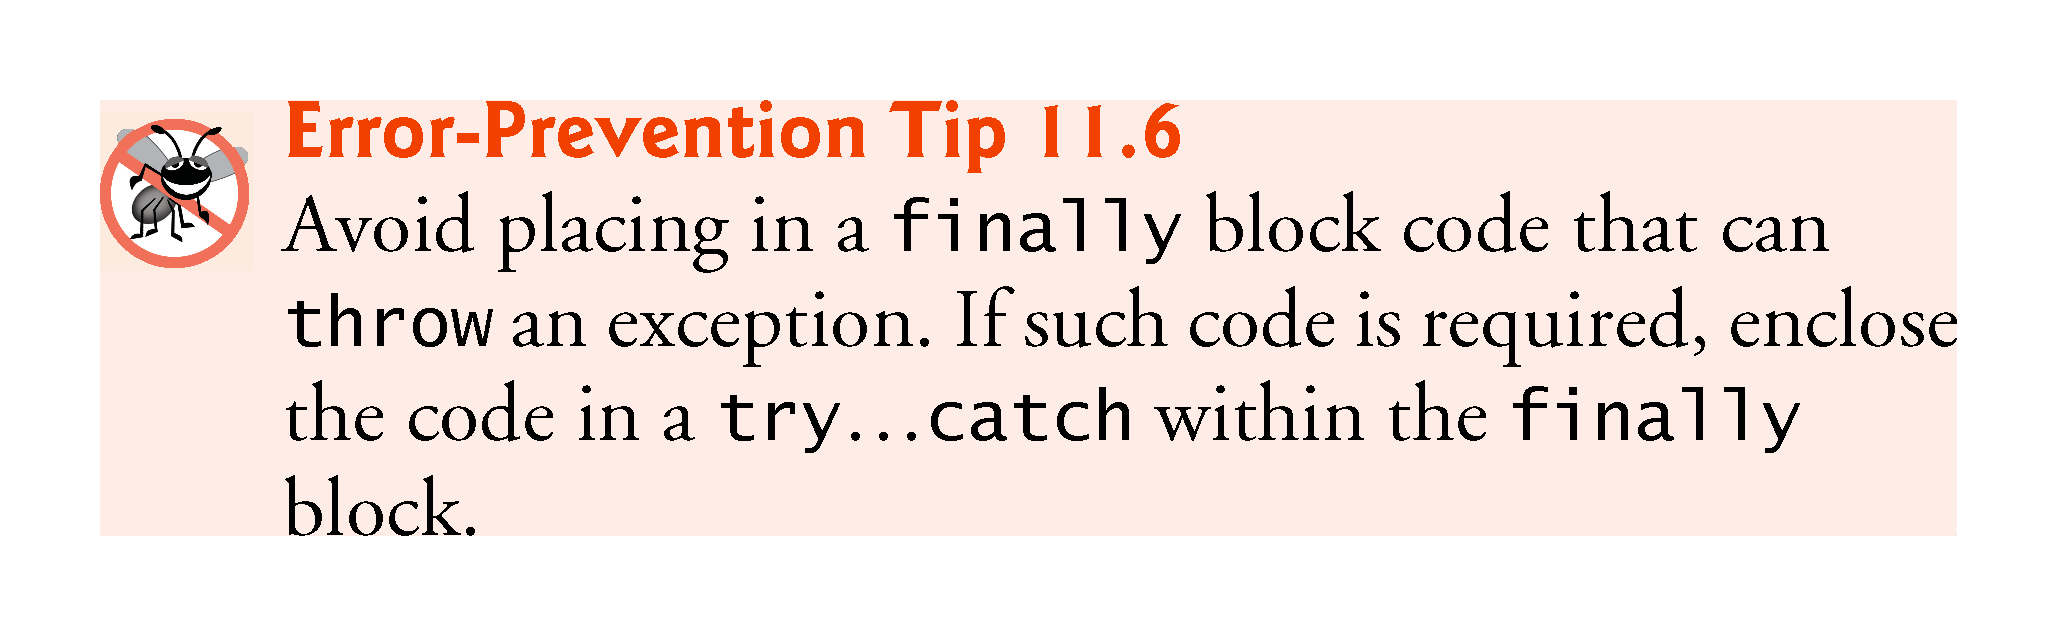 Error-Prevention Tip 11.6
Avoid placing in a finally block code that can
throw an exception. If such code is required, enclose
the code in a try…catch within the finally
block.